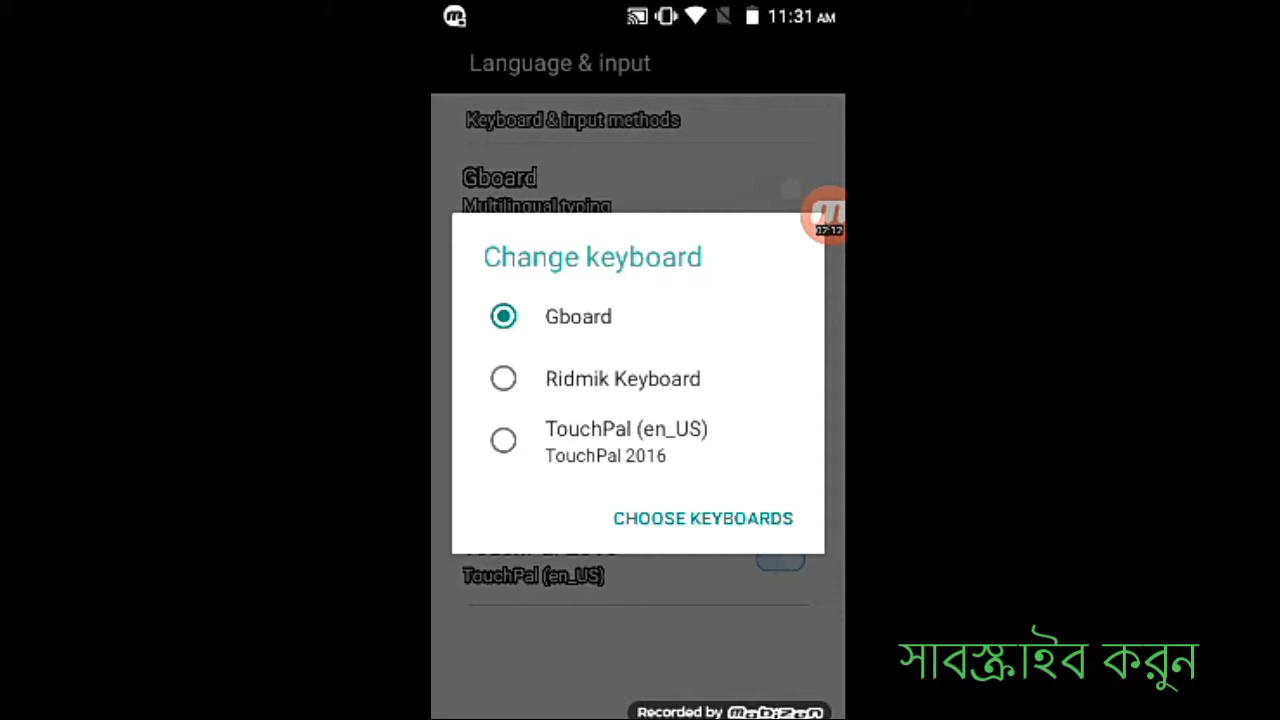 11:31 AM
Language & input
Keyboard & input methods
Gboard
Multilingual typing
Change keyboard
Gboard
Ridmik Keyboard
TouchPal (en_US)
TouchPal 2016
CHOOSE KEYBOARDS
TouchPal (en_US)
সাবস্ক্রাইব করুন
Recorded by Mobizen